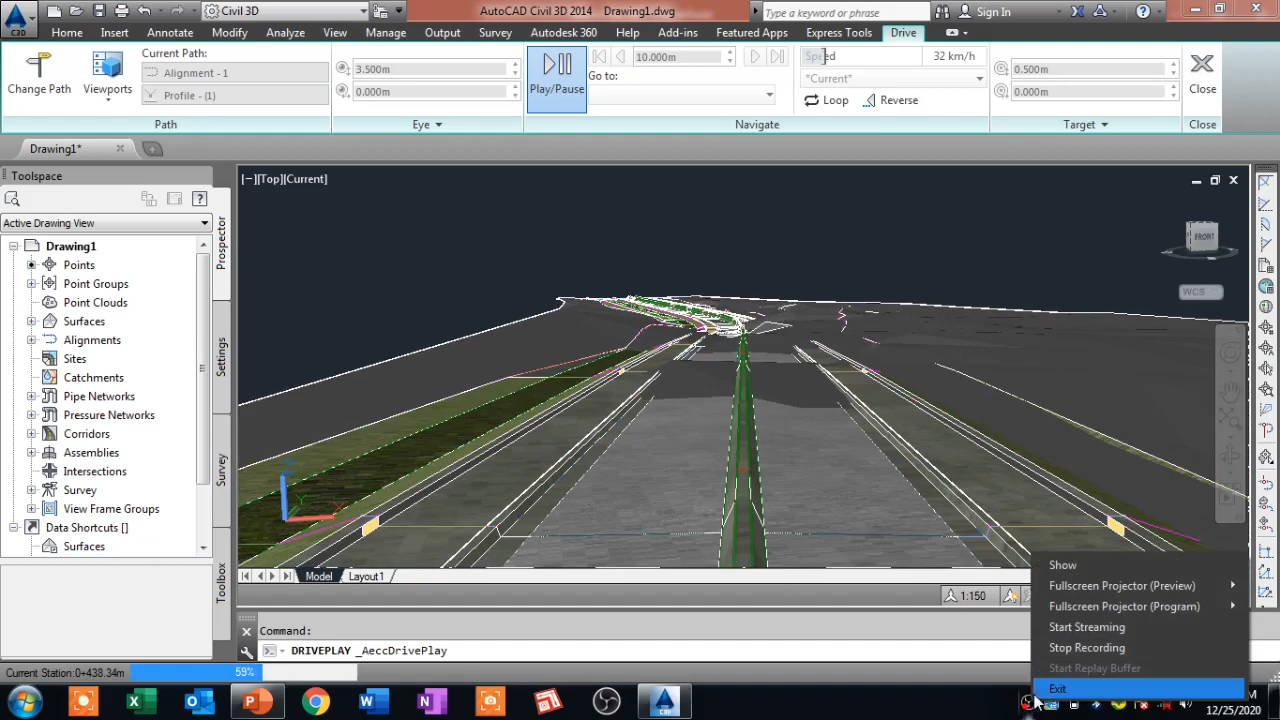 C3D
Civil 3D
AutoCAD Civil 3D 2014 Drawing1.dwg
Type a keyword or phrase
Sign In
Home Insert Annotate Modify Analyze View Manage Output Survey Autodesk 360 Help Add-ins Featured Apps Express Tools Drive
Change Path
Viewports
Current Path:
Alignment - 1
Profile - (1)
Path
3.500m
0.000m
Eye
Play/Pause
10.000m
Go to:
Navigate
Speed 32 km/h
*Current*
Loop Reverse
0.500m
0.000m
Target
Close
Close
Drawing1*
Toolspace
Active Drawing View
Drawing1
Points
Point Groups
Point Clouds
Surfaces
Alignments
Sites
Catchments
Pipe Networks
Pressure Networks
Corridors
Assemblies
Intersections
Survey
View Frame Groups
Data Shortcuts []
Surfaces
Prospector
Settings
Survey
Toolbox
[−][Top][Current]
FRONT
WCS
Z
Y
X
Model Layout1
1:150
Command:
DRIVEPLAY _AeccDrivePlay
Current Station:0+438.34m 59%
Show
Fullscreen Projector (Preview)
Fullscreen Projector (Program)
Start Streaming
Stop Recording
Start Replay Buffer
Exit
12/25/2020